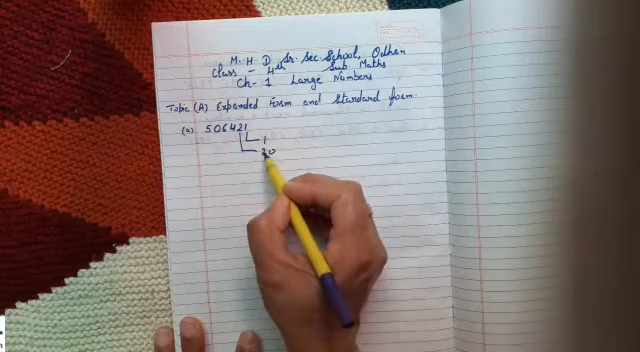 M. H. D Sr. Sec. School, Odhan
Class - 4th Sub Maths
Ch- 1 Large Numbers
Topic (A) Expanded form and Standard form
(a) 506421
1
20